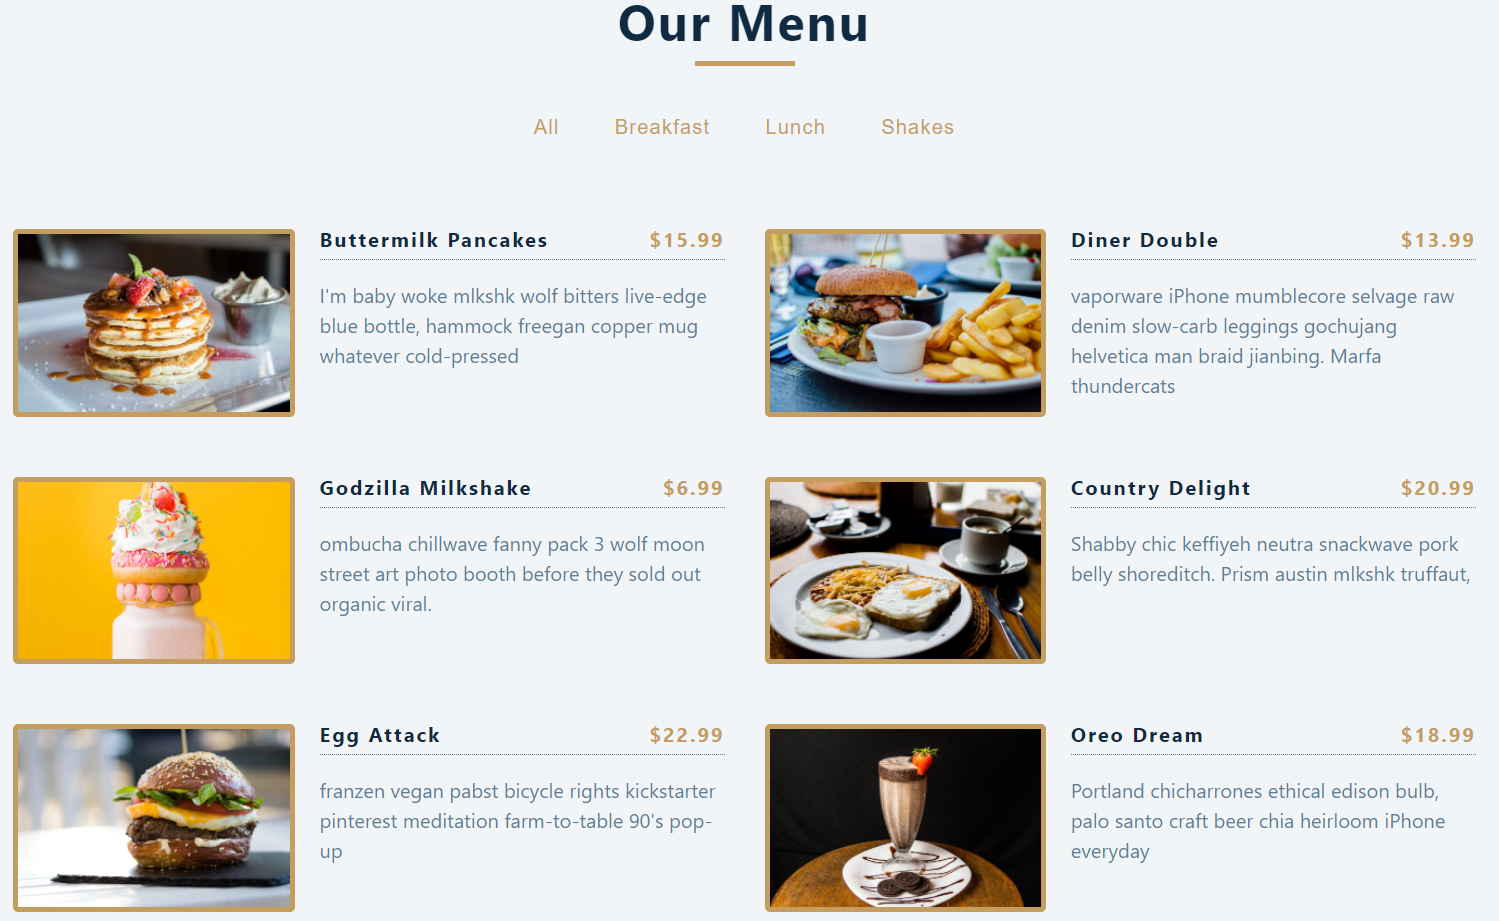 Our Menu
All Breakfast Lunch Shakes
Buttermilk Pancakes $15.99
I'm baby woke mlkshk wolf bitters live-edge
blue bottle, hammock freegan copper mug
whatever cold-pressed
Diner Double $13.99
vaporware iPhone mumblecore selvage raw
denim slow-carb leggings gochujang
helvetica man braid jianbing. Marfa
thundercats
Godzilla Milkshake $6.99
ombucha chillwave fanny pack 3 wolf moon
street art photo booth before they sold out
organic viral.
Country Delight $20.99
Shabby chic keffiyeh neutra snackwave pork
belly shoreditch. Prism austin mlkshk truffaut,
Egg Attack $22.99
franzen vegan pabst bicycle rights kickstarter
pinterest meditation farm-to-table 90's pop-
up
Oreo Dream $18.99
Portland chicharrones ethical edison bulb,
palo santo craft beer chia heirloom iPhone
everyday